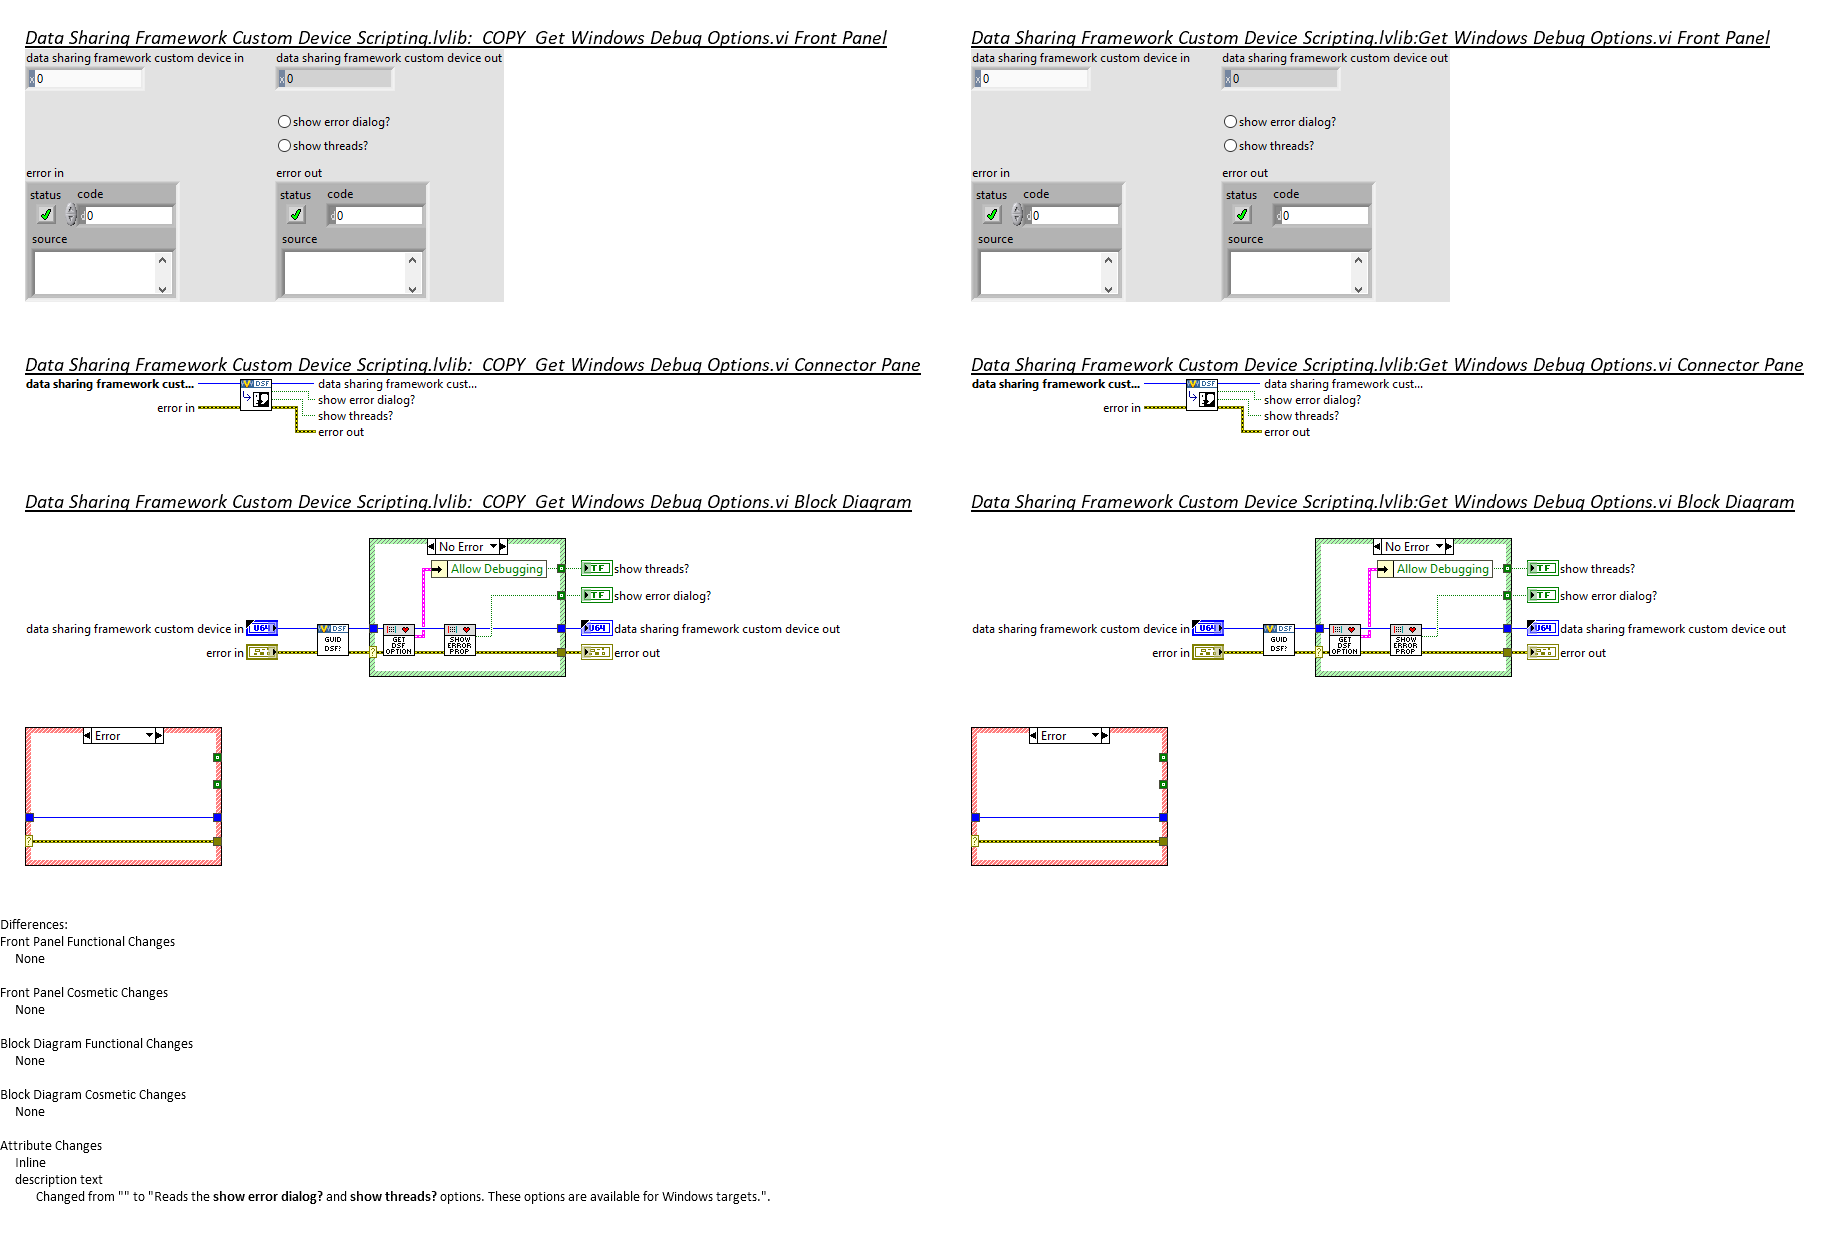 Data Sharing Framework Custom Device Scripting.lvlib:_COPY_Get Windows Debug Options.vi Front Panel
data sharing framework custom device in
data sharing framework custom device out
x 0
x 0
show error dialog?
show threads?
error in
error out
status code
status code
d 0
d 0
source
source
Data Sharing Framework Custom Device Scripting.lvlib:Get Windows Debug Options.vi Front Panel
data sharing framework custom device in
data sharing framework custom device out
x 0
x 0
show error dialog?
show threads?
error in
error out
status code
status code
d 0
d 0
source
source
Data Sharing Framework Custom Device Scripting.lvlib:_COPY_Get Windows Debug Options.vi Connector Pane
data sharing framework cust...
DSF
data sharing framework cust...
show error dialog?
error in
show threads?
error out
Data Sharing Framework Custom Device Scripting.lvlib:Get Windows Debug Options.vi Connector Pane
data sharing framework cust...
DSF
data sharing framework cust...
show error dialog?
error in
show threads?
error out
Data Sharing Framework Custom Device Scripting.lvlib:_COPY_Get Windows Debug Options.vi Block Diagram
No Error
Allow Debugging
TF show threads?
TF show error dialog?
data sharing framework custom device in U64
DSF
GUID
DSF?
GET
DSF
OPTION
SHOW
ERROR
PROP
U64 data sharing framework custom device out
error in
?
error out
Error
?
Data Sharing Framework Custom Device Scripting.lvlib:Get Windows Debug Options.vi Block Diagram
No Error
Allow Debugging
TF show threads?
TF show error dialog?
data sharing framework custom device in U64
DSF
GUID
DSF?
GET
DSF
OPTION
SHOW
ERROR
PROP
U64 data sharing framework custom device out
error in
?
error out
Error
?
Differences:
Front Panel Functional Changes
None
Front Panel Cosmetic Changes
None
Block Diagram Functional Changes
None
Block Diagram Cosmetic Changes
None
Attribute Changes
Inline
description text
Changed from "" to "Reads the show error dialog? and show threads? options. These options are available for Windows targets.".